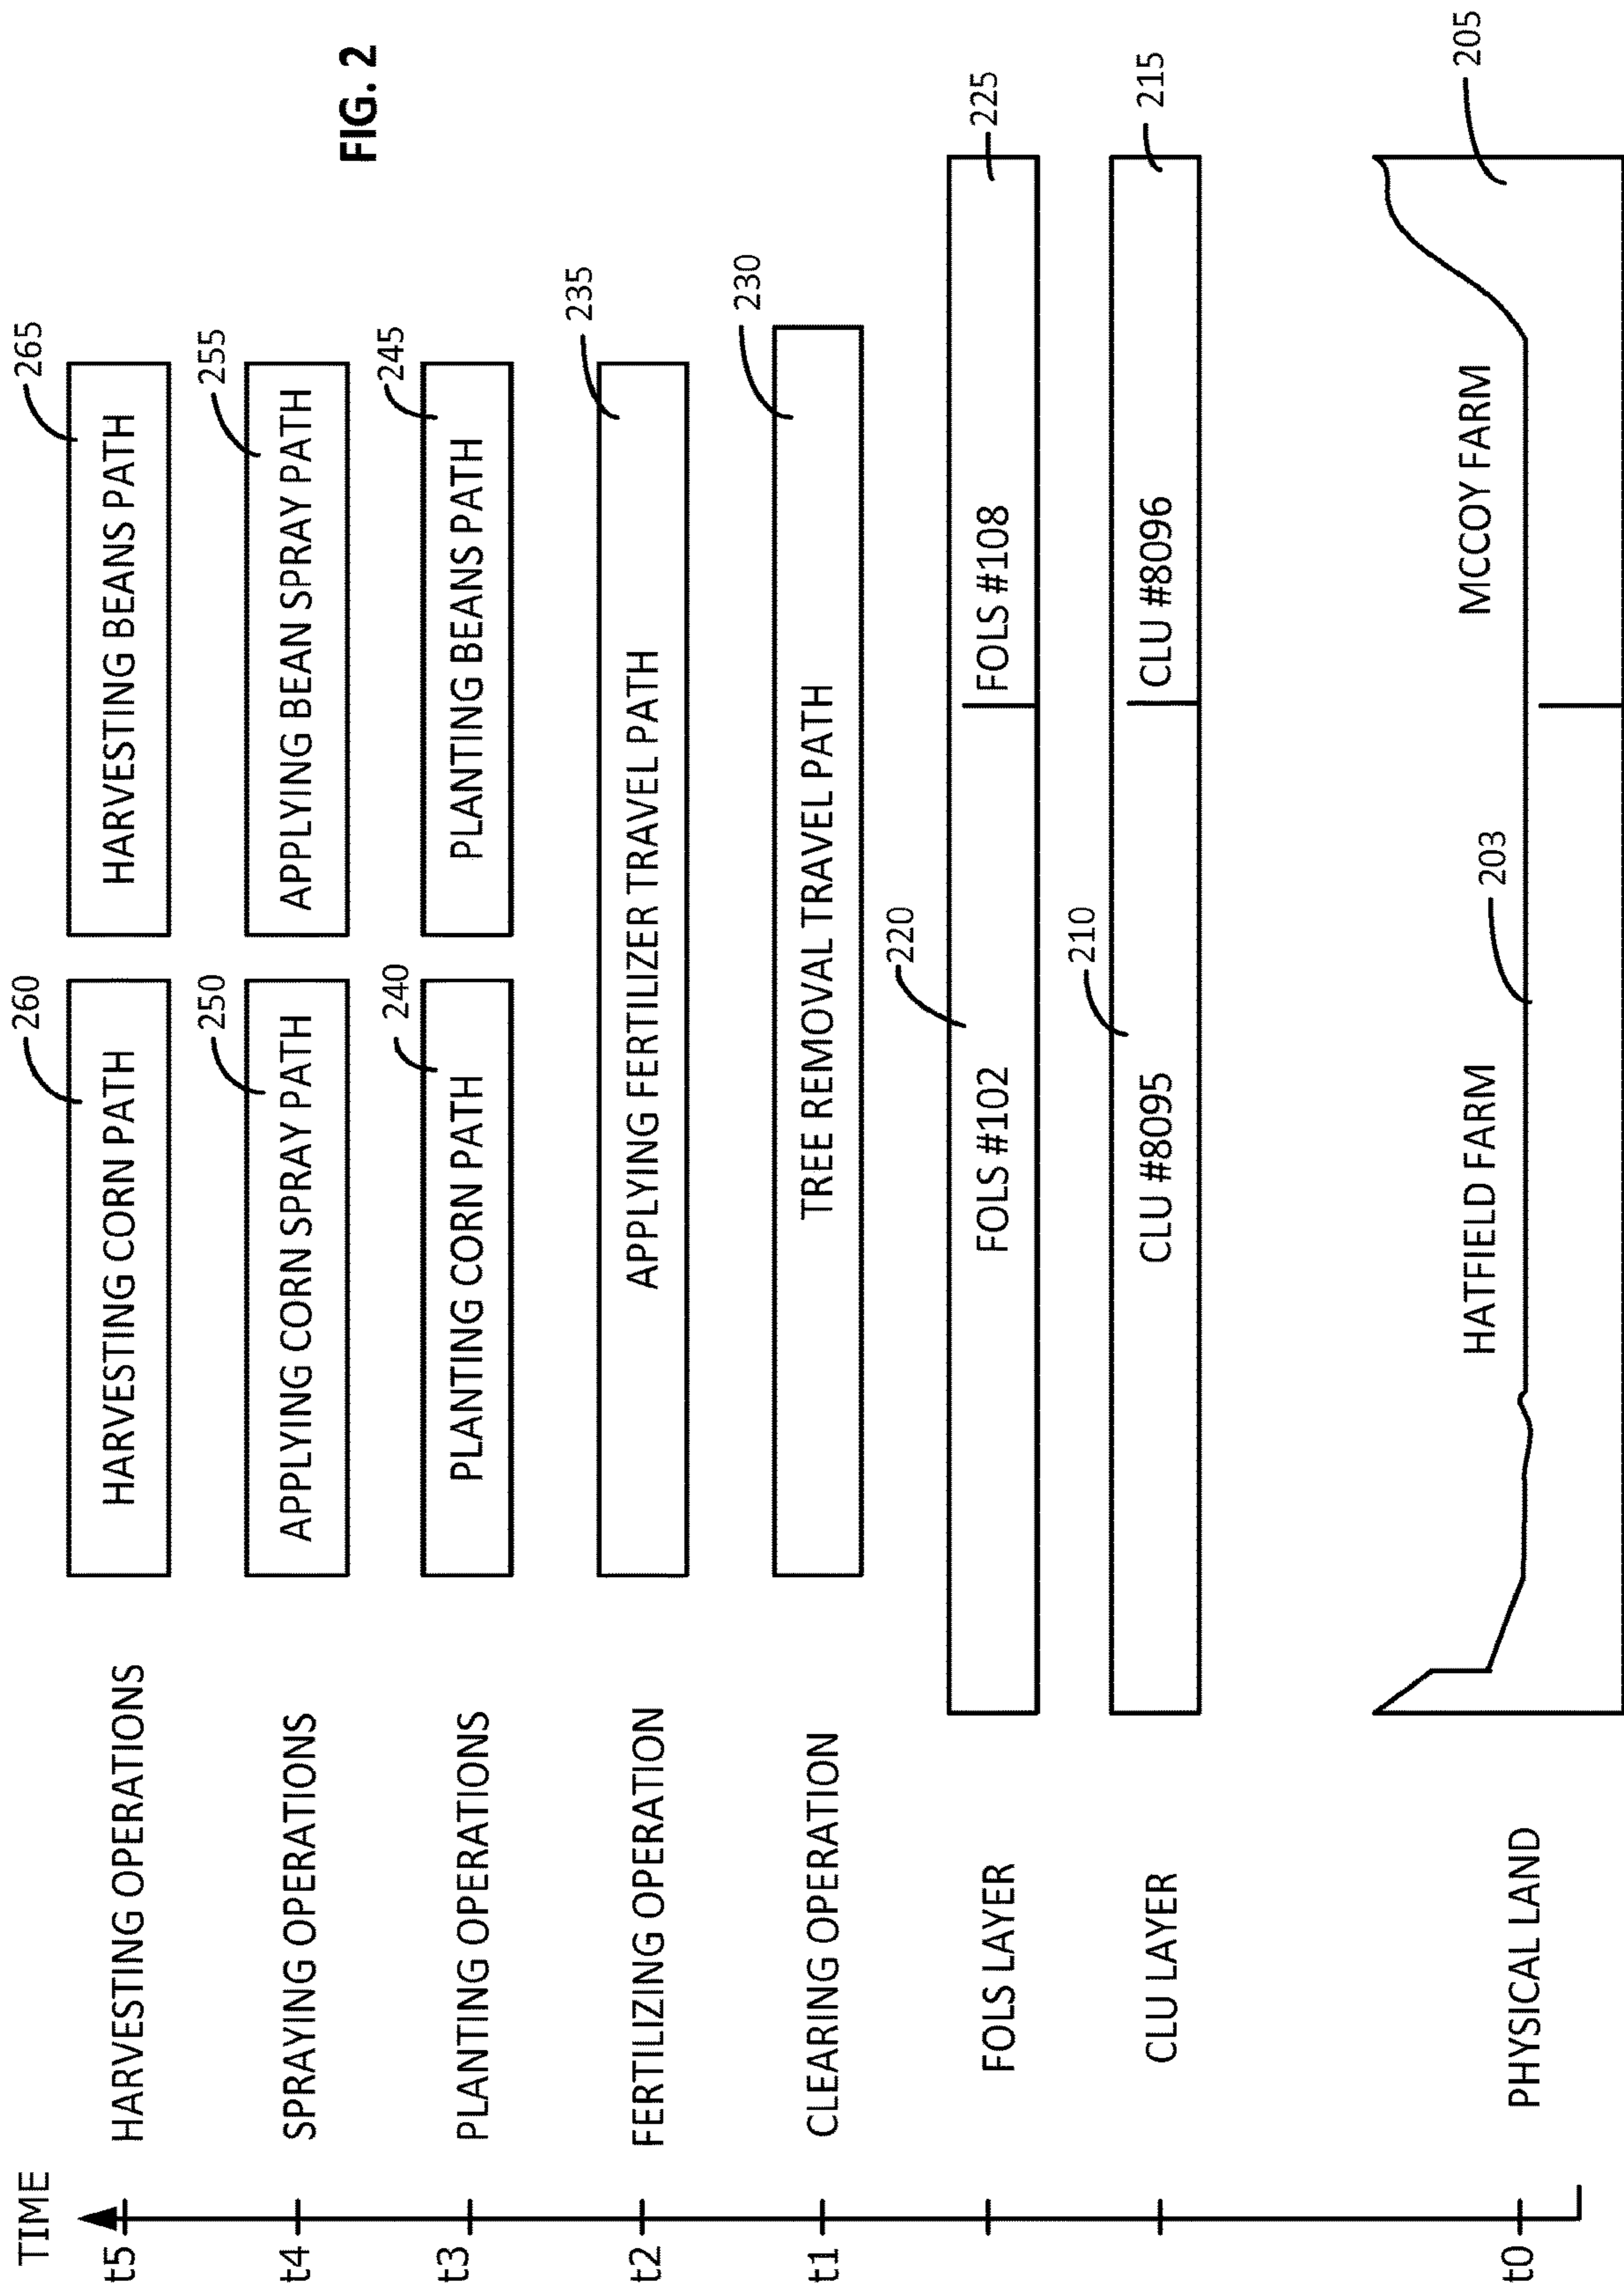 FIG. 2
TIME
t5
HARVESTING OPERATIONS
HARVESTING CORN PATH
260
HARVESTING BEANS PATH
265
t4
SPRAYING OPERATIONS
APPLYING CORN SPRAY PATH
250
APPLYING BEAN SPRAY PATH
255
t3
PLANTING OPERATIONS
PLANTING CORN PATH
240
PLANTING BEANS PATH
245
t2
FERTILIZING OPERATION
APPLYING FERTILIZER TRAVEL PATH
235
t1
CLEARING OPERATION
TREE REMOVAL TRAVEL PATH
230
FOLS LAYER
FOLS #102
220
FOLS #108
225
CLU LAYER
CLU #8095
210
CLU #8096
215
t0
PHYSICAL LAND
HATFIELD FARM
203
MCCOY FARM
205